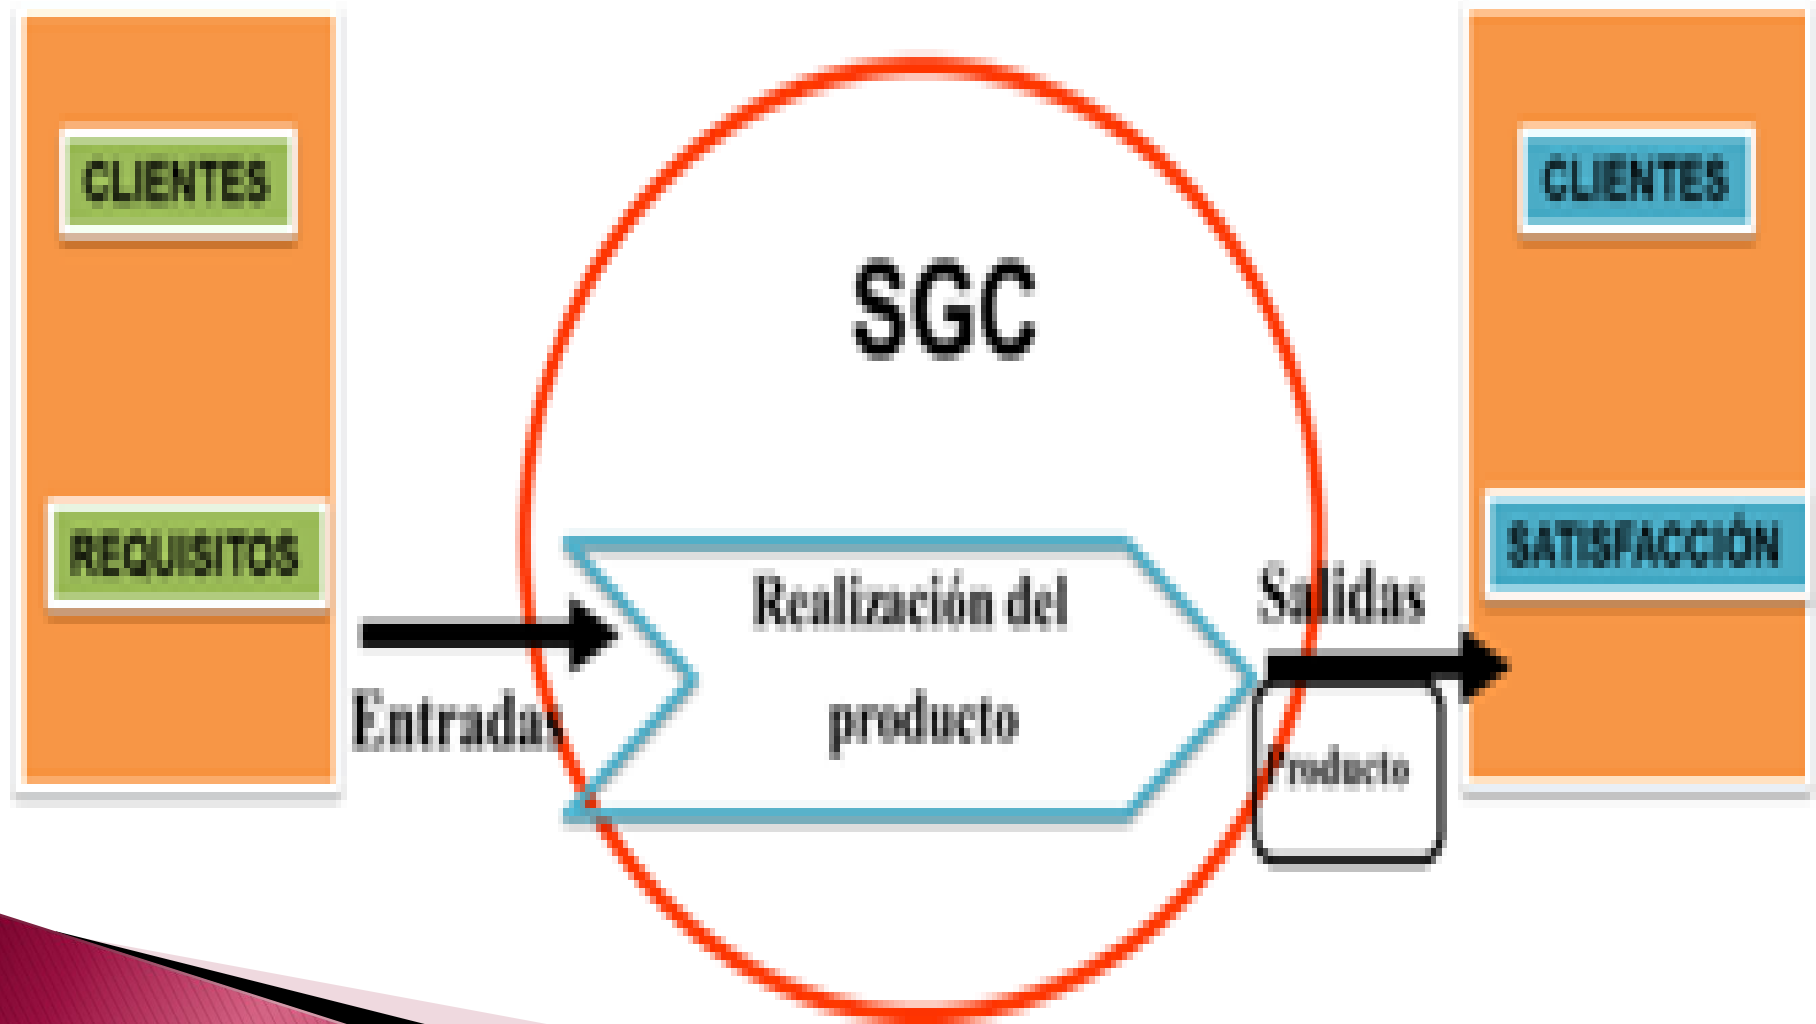 CLIENTES
REQUISITOS
Entradas
SGC
Realización del
producto
Salidas
Producto
CLIENTES
SATISFACCIÓN